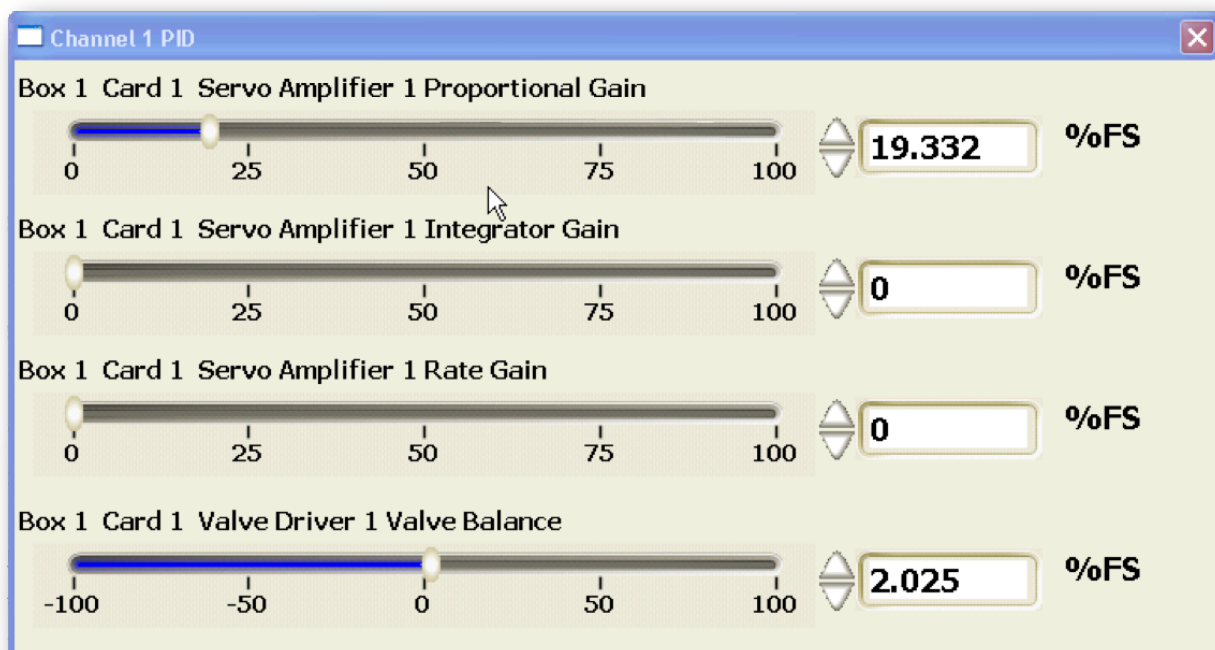 Channel 1 PID
Box 1 Card 1 Servo Amplifier 1 Proportional Gain
0 25 50 75 100 19.332 %FS
Box 1 Card 1 Servo Amplifier 1 Integrator Gain
0 25 50 75 100 0 %FS
Box 1 Card 1 Servo Amplifier 1 Rate Gain
0 25 50 75 100 0 %FS
Box 1 Card 1 Valve Driver 1 Valve Balance
-100 -50 0 50 100 2.025 %FS